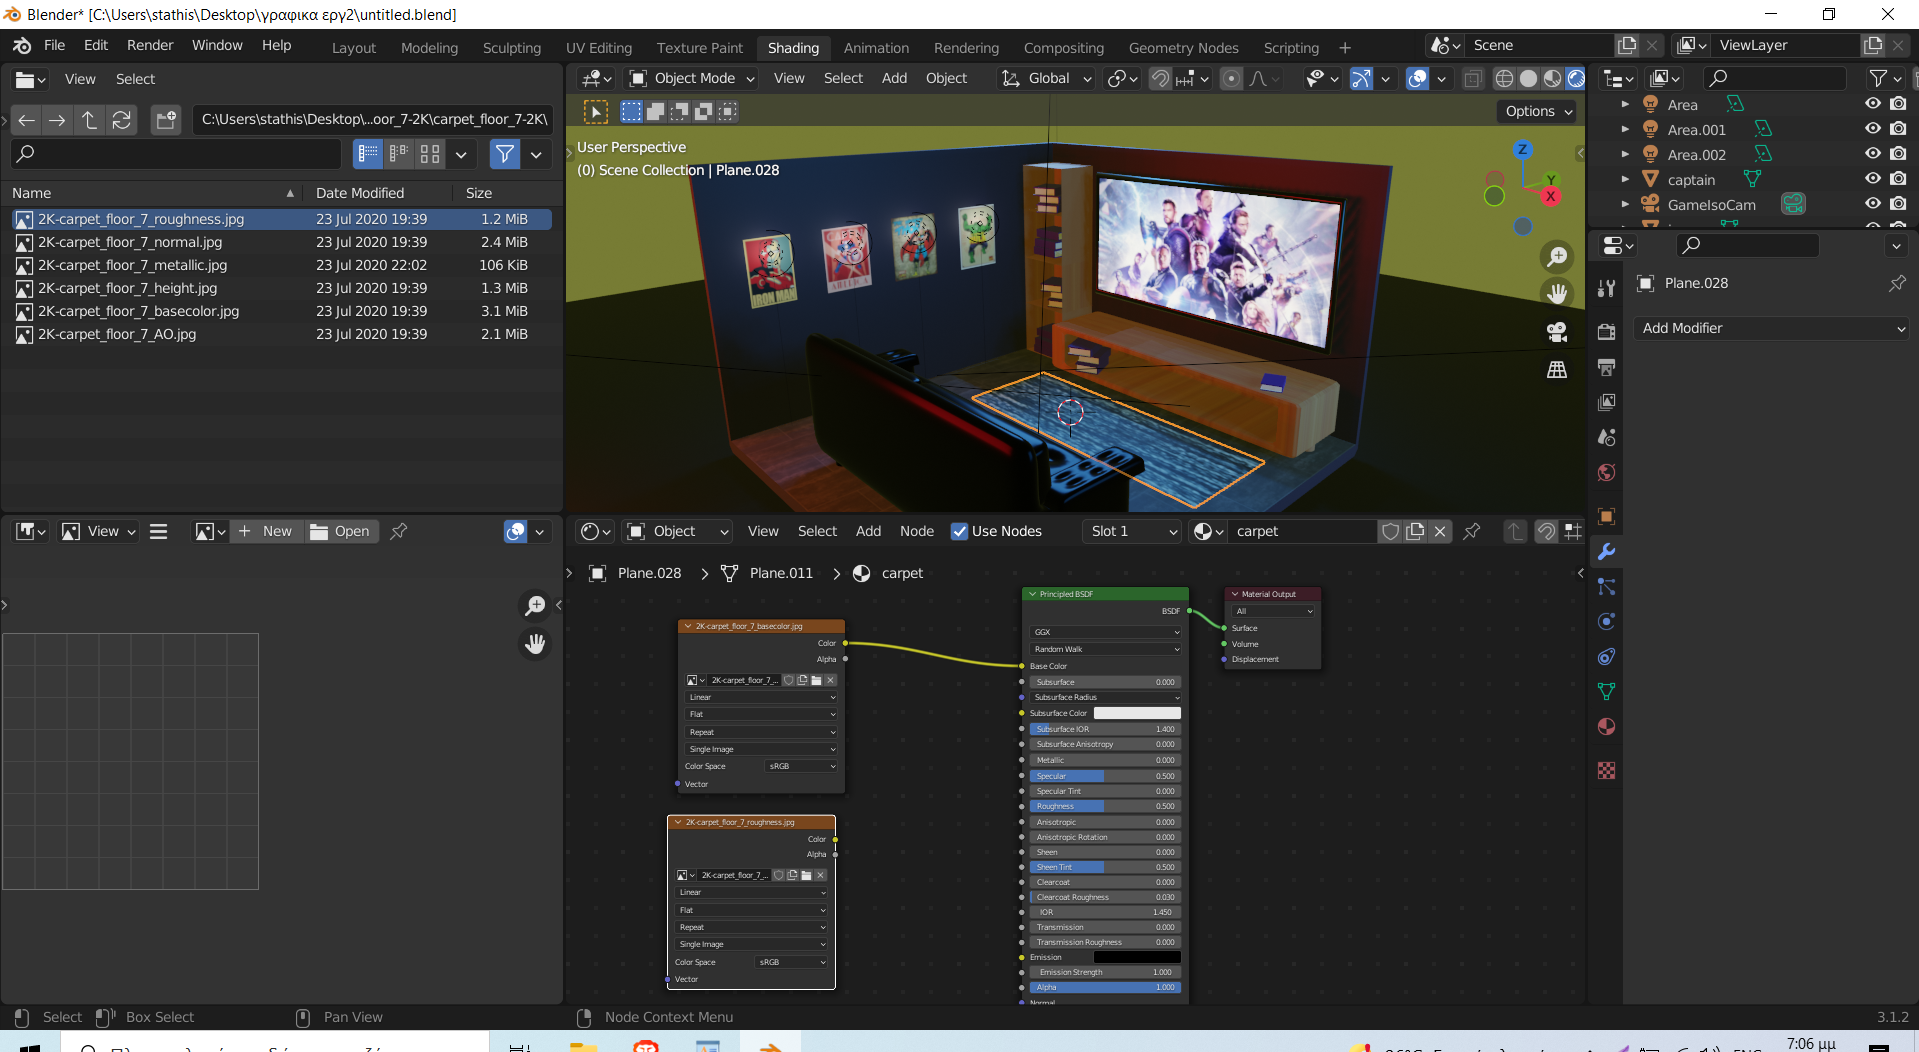 Blender* [C:\Users\stathis\Desktop\γραφικα εργ2\untitled.blend]
File Edit Render Window Help Layout Modeling Sculpting UV Editing Texture Paint Shading Animation Rendering Compositing Geometry Nodes Scripting + Scene ViewLayer
View Select
Object Mode View Select Add Object Global
C:\Users\stathis\Desktop\...oor_7-2K\carpet_floor_7-2K\
Options
Name Date Modified Size
2K-carpet_floor_7_roughness.jpg 23 Jul 2020 19:39 1.2 MiB
2K-carpet_floor_7_normal.jpg 23 Jul 2020 19:39 2.4 MiB
2K-carpet_floor_7_metallic.jpg 23 Jul 2020 22:02 106 KiB
2K-carpet_floor_7_height.jpg 23 Jul 2020 19:39 1.3 MiB
2K-carpet_floor_7_basecolor.jpg 23 Jul 2020 19:39 3.1 MiB
2K-carpet_floor_7_AO.jpg 23 Jul 2020 19:39 2.1 MiB
User Perspective
(0) Scene Collection | Plane.028
Z
Y
X
IRON MAN
Area
Area.001
Area.002
captain
GameIsoCam
Plane.028
Add Modifier
View + New Open
Object View Select Add Node Use Nodes Slot 1 carpet
Plane.028 > Plane.011 > carpet
2K-carpet_floor_7_basecolor.jpg
Color
Alpha
2K-carpet_floor_7_...
Linear
Flat
Repeat
Single Image
Color Space sRGB
Vector
2K-carpet_floor_7_roughness.jpg
Color
Alpha
2K-carpet_floor_7_...
Linear
Flat
Repeat
Single Image
Color Space sRGB
Vector
Principled BSDF
BSDF
GGX
Random Walk
Base Color
Subsurface 0.000
Subsurface Radius
Subsurface Color
Subsurface IOR 1.400
Subsurface Anisotropy 0.000
Metallic 0.000
Specular 0.500
Specular Tint 0.000
Roughness 0.500
Anisotropic 0.000
Anisotropic Rotation 0.000
Sheen 0.000
Sheen Tint 0.500
Clearcoat 0.000
Clearcoat Roughness 0.030
IOR 1.450
Transmission 0.000
Transmission Roughness 0.000
Emission
Emission Strength 1.000
Alpha 1.000
Normal
Material Output
All
Surface
Volume
Displacement
Select Box Select Pan View Node Context Menu 3.1.2
7:06 μμ